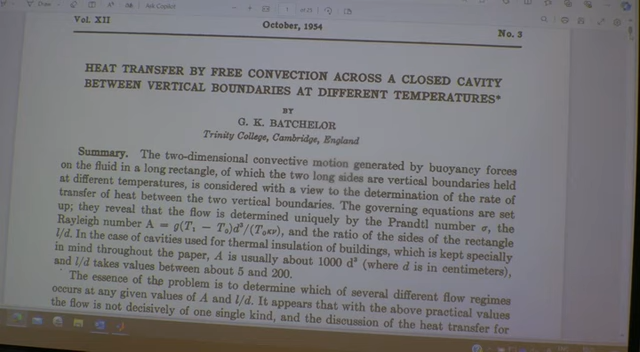 Draw
Ask Copilot
Vol. XII
October, 1954
No. 3
HEAT TRANSFER BY FREE CONVECTION ACROSS A CLOSED CAVITY
BETWEEN VERTICAL BOUNDARIES AT DIFFERENT TEMPERATURES*
BY
G. K. BATCHELOR
Trinity College, Cambridge, England
Summary. The two-dimensional convective motion generated by buoyancy forces
on the fluid in a long rectangle, of which the two long sides are vertical boundaries held
at different temperatures, is considered with a view to the determination of the rate of
transfer of heat between the two vertical boundaries. The governing equations are set
up; they reveal that the flow is determined uniquely by the Prandtl number σ, the
Rayleigh number A = g(T₁ − T₀)d³/(T₀κν), and the ratio of the sides of the rectangle
l/d. In the case of cavities used for thermal insulation of buildings, which is kept specially
in mind throughout the paper, A is usually about 1000 d³ (where d is in centimeters),
and l/d takes values between about 5 and 200.
The essence of the problem is to determine which of several different flow regimes
occurs at any given values of A and l/d. It appears that with the above practical values
the flow is not decisively of one single kind, and the discussion of the heat transfer for